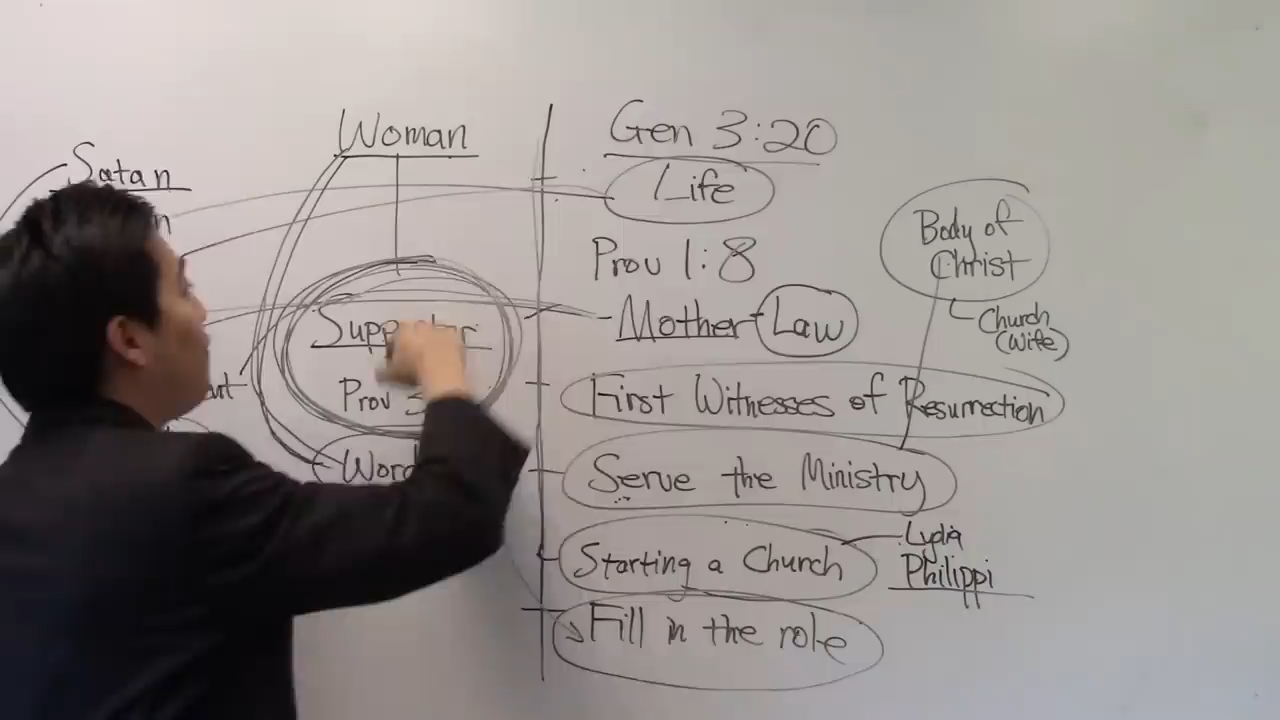 Satan
Woman
Prov
Word
Gen 3:20
Life
Prov 1:8
- Mother - Law
First Witnesses of Resurrection
Serve the Ministry
Starting a Church
Fill in the role
Body of
Christ
Church
(Wife)
Lydia
Philippi